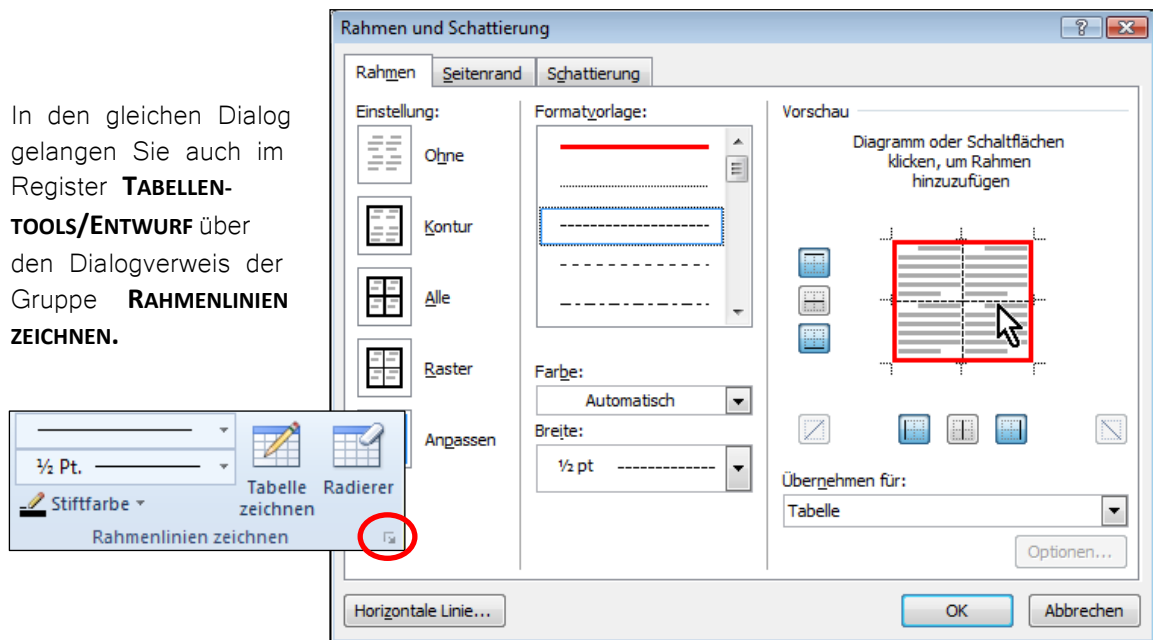 In den gleichen Dialog
gelangen Sie auch im
Register TABELLEN-
TOOLS/ENTWURF über
den Dialogverweis der
Gruppe RAHMENLINIEN
ZEICHNEN.
½ Pt.
Stiftfarbe
Tabelle
zeichnen
Radierer
Rahmenlinien zeichnen
Rahmen und Schattierung
Rahmen Seitenrand Schattierung
Einstellung:
Ohne
Kontur
Alle
Raster
Anpassen
Formatvorlage:
Farbe:
Automatisch
Breite:
½ pt
Vorschau
Diagramm oder Schaltflächen
klicken, um Rahmen
hinzuzufügen
Übernehmen für:
Tabelle
Optionen...
Horizontale Linie...
OK
Abbrechen